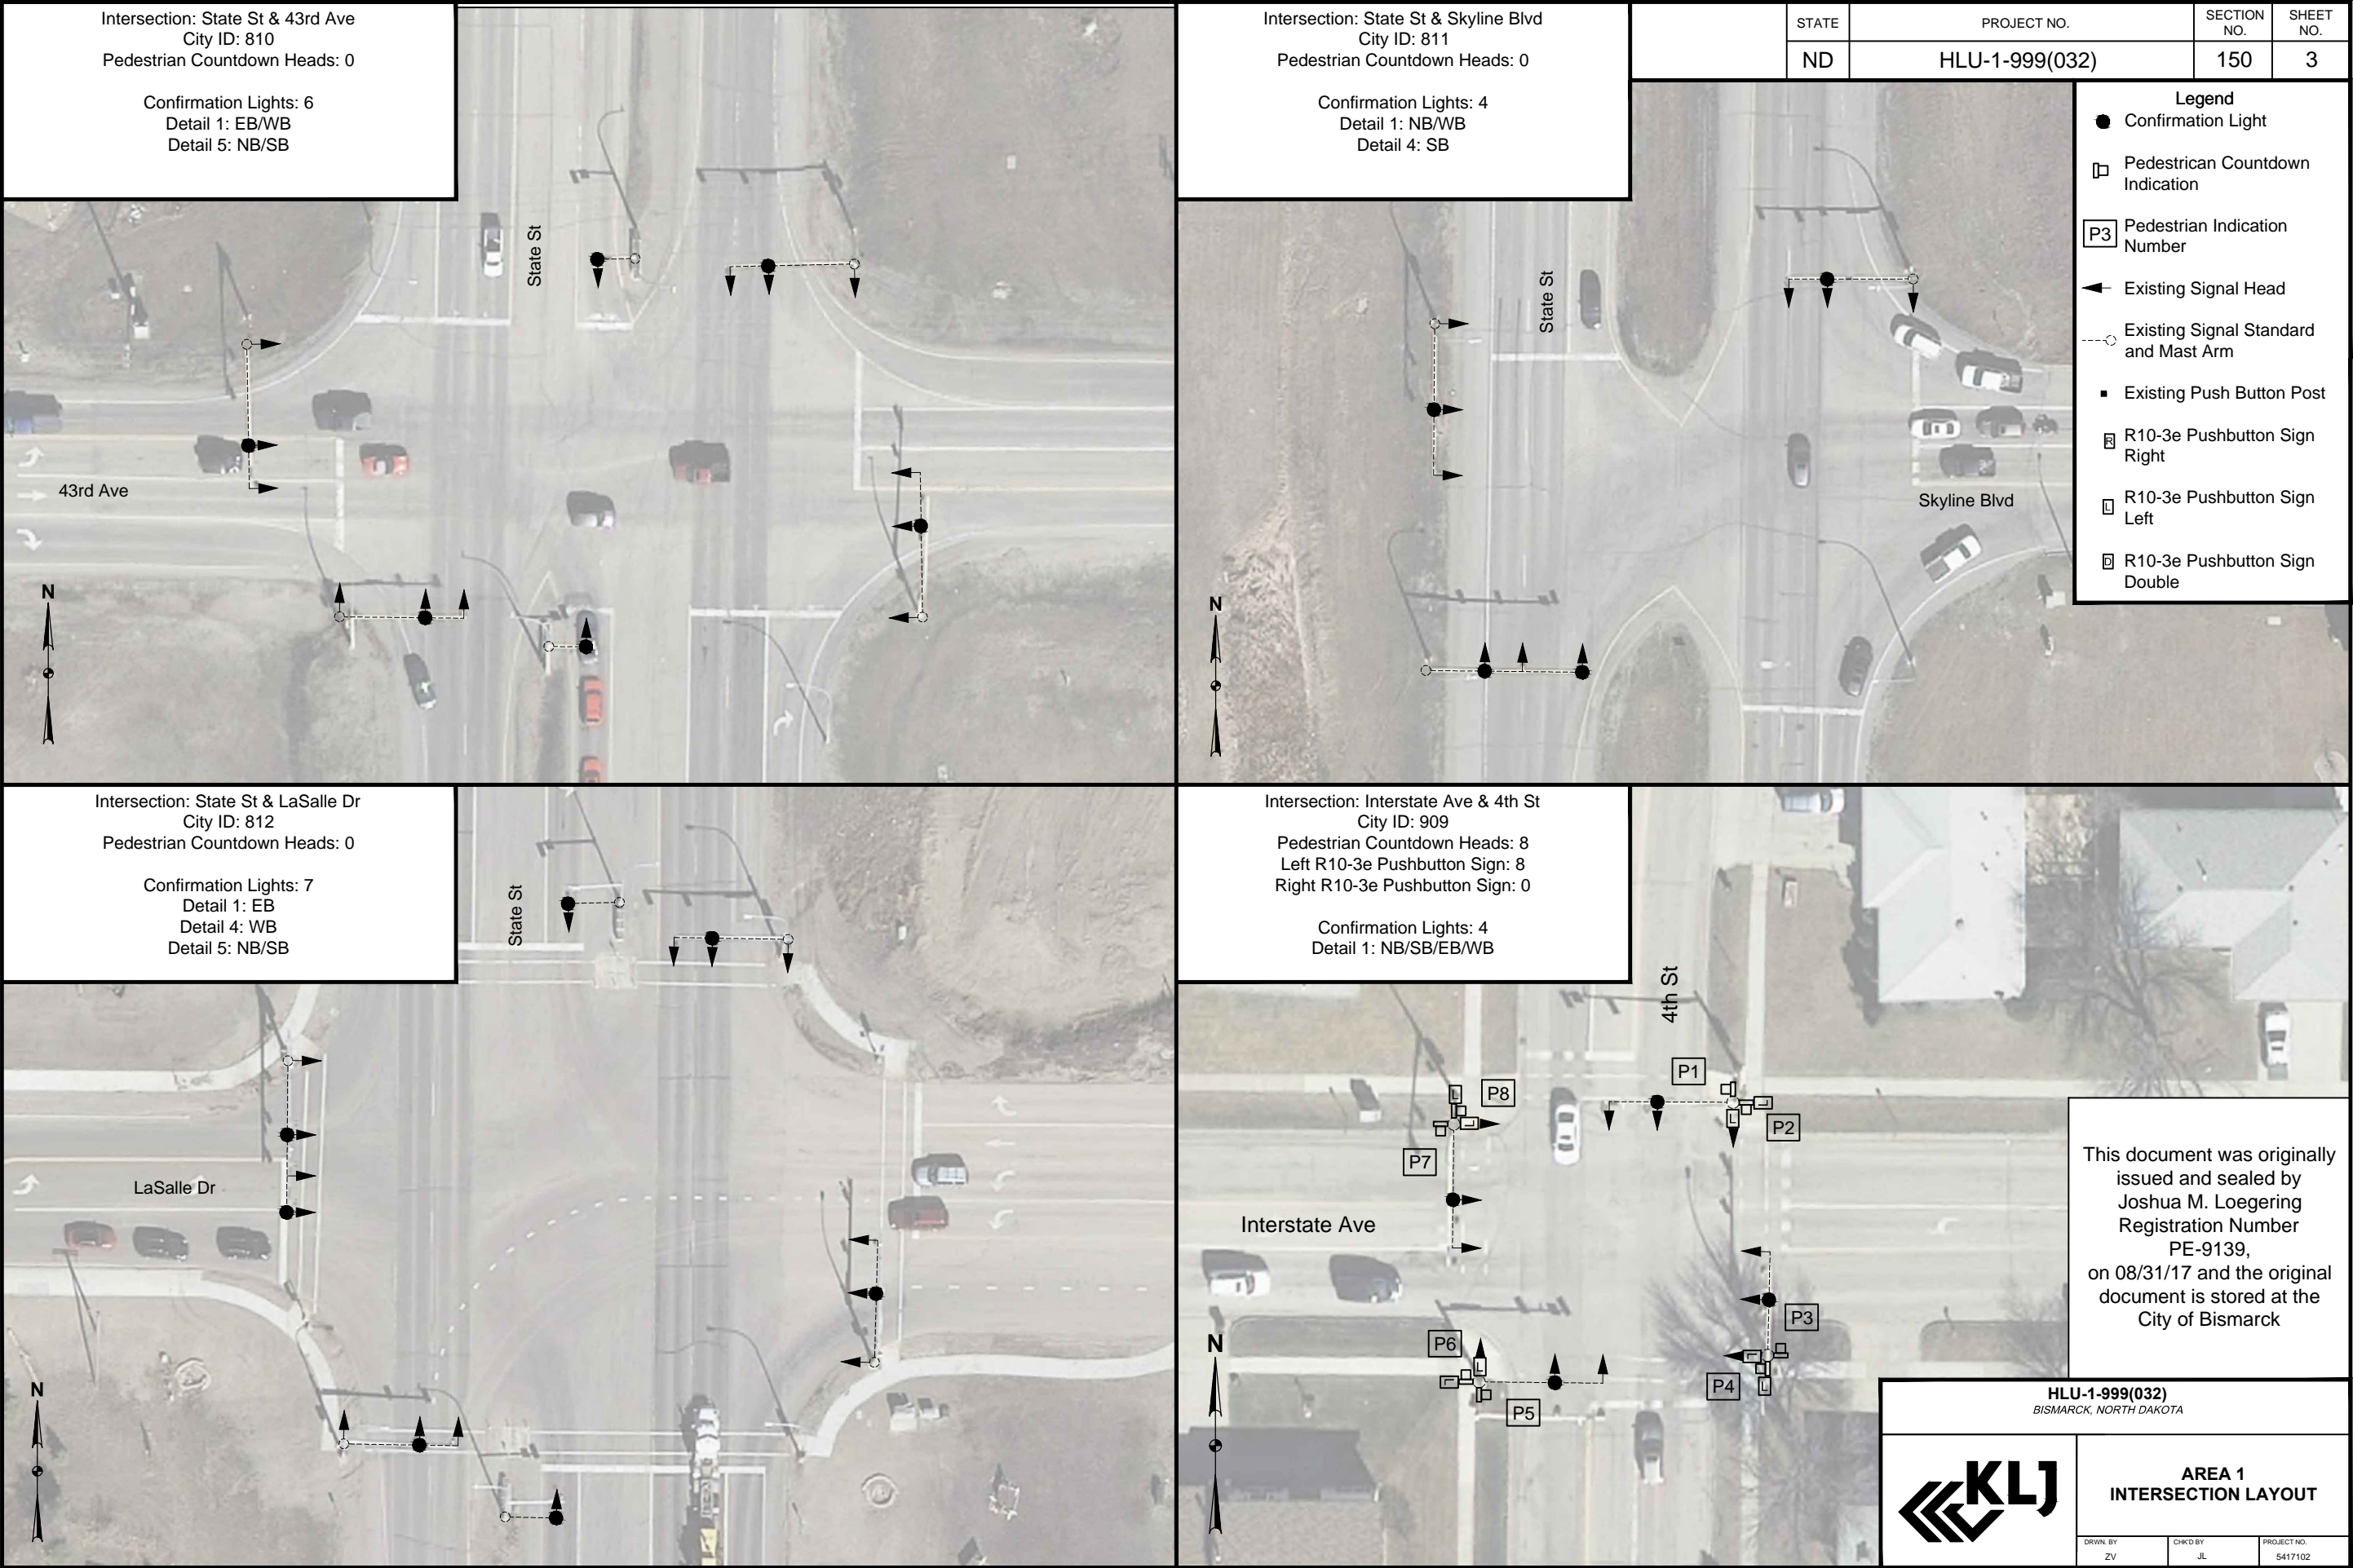 Intersection: State St & 43rd Ave
City ID: 810
Pedestrian Countdown Heads: 0
Confirmation Lights: 6
Detail 1: EB/WB
Detail 5: NB/SB
State St
43rd Ave
N
Intersection: State St & Skyline Blvd
City ID: 811
Pedestrian Countdown Heads: 0
Confirmation Lights: 4
Detail 1: NB/WB
Detail 4: SB
State St
Skyline Blvd
N
STATE PROJECT NO. SECTION NO. SHEET NO.
ND HLU-1-999(032) 150 3
Legend
Confirmation Light
Pedestrican Countdown
Indication
P3 Pedestrian Indication
Number
Existing Signal Head
Existing Signal Standard
and Mast Arm
Existing Push Button Post
R R10-3e Pushbutton Sign
Right
L R10-3e Pushbutton Sign
Left
D R10-3e Pushbutton Sign
Double
Intersection: State St & LaSalle Dr
City ID: 812
Pedestrian Countdown Heads: 0
Confirmation Lights: 7
Detail 1: EB
Detail 4: WB
Detail 5: NB/SB
State St
LaSalle Dr
N
Intersection: Interstate Ave & 4th St
City ID: 909
Pedestrian Countdown Heads: 8
Left R10-3e Pushbutton Sign: 8
Right R10-3e Pushbutton Sign: 0
Confirmation Lights: 4
Detail 1: NB/SB/EB/WB
4th St
P1
L
P8
L
L
L
P2
P7
Interstate Ave
P3
P6
L
L
L
P4
L
P5
N
This document was originally
issued and sealed by
Joshua M. Loegering
Registration Number
PE-9139,
on 08/31/17 and the original
document is stored at the
City of Bismarck
HLU-1-999(032)
BISMARCK, NORTH DAKOTA
KLJ
AREA 1
INTERSECTION LAYOUT
DRWN. BY CHK'D BY PROJECT NO.
ZV JL 5417102